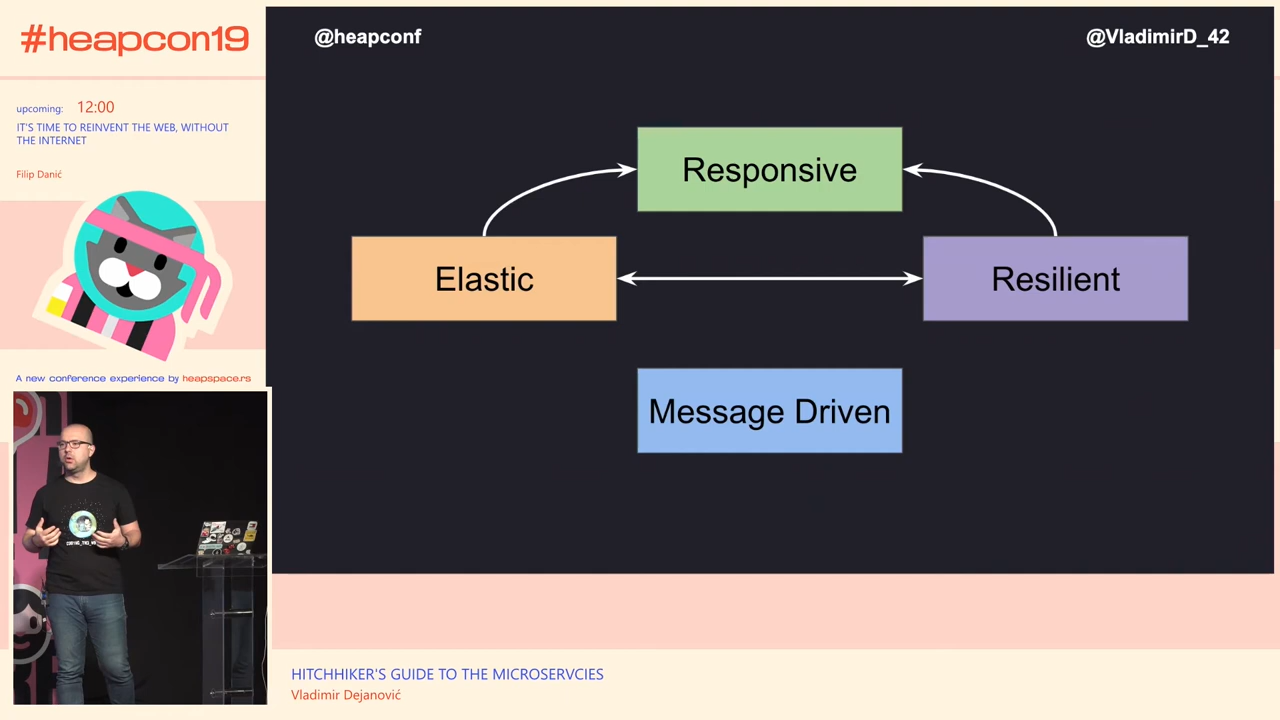 #heapcon19
upcoming: 12:00
IT'S TIME TO REINVENT THE WEB, WITHOUT
THE INTERNET
Filip Danić
A new conference experience by heapspace.rs
@heapconf
@VladimirD_42
Responsive
Elastic
Resilient
Message Driven
HITCHHIKER'S GUIDE TO THE MICROSERVCIES
Vladimir Dejanović